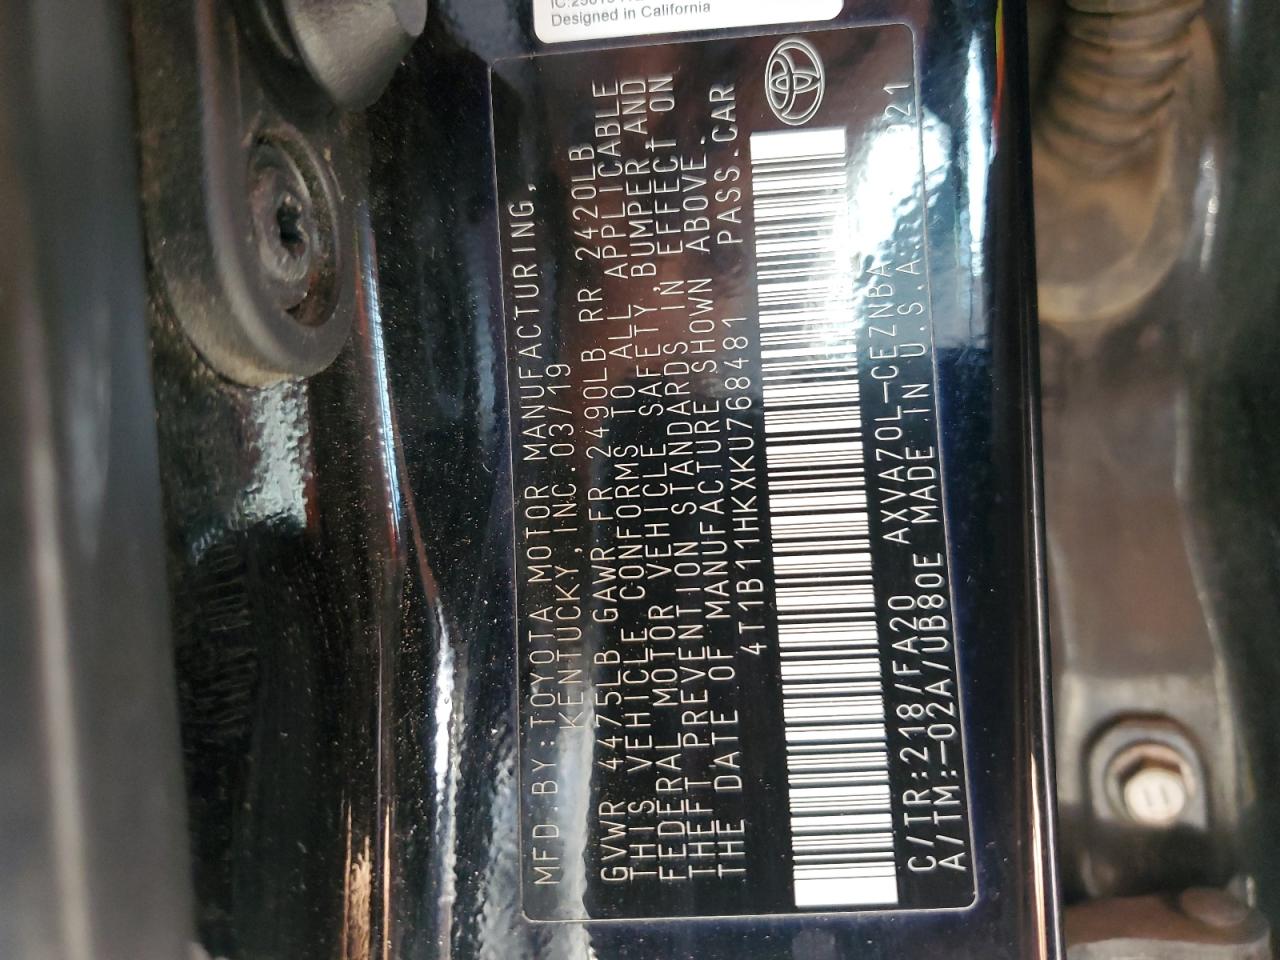 Designed in California
MFD.BY:TOYOTA MOTOR MANUFACTURING,
KENTUCKY, INC.03/19
GVWR 4475LB GAWR FR 2490LB RR 2420LB
THIS VEHICLE CONFORMS TO ALL APPLICABLE
FEDERAL MOTOR VEHICLE SAFETY,BUMPER,AND
THEFT PREVENTION STANDARDS IN EFFECT ON
THE DATE OF MANUFACTURE SHOWN ABOVE.
4T1B11HKXKU768481 PASS.CAR
C/TR:218/FA20 AXVA70L-CEZNBA
A/TM:-02A/UB80E MADE IN U.S.A.